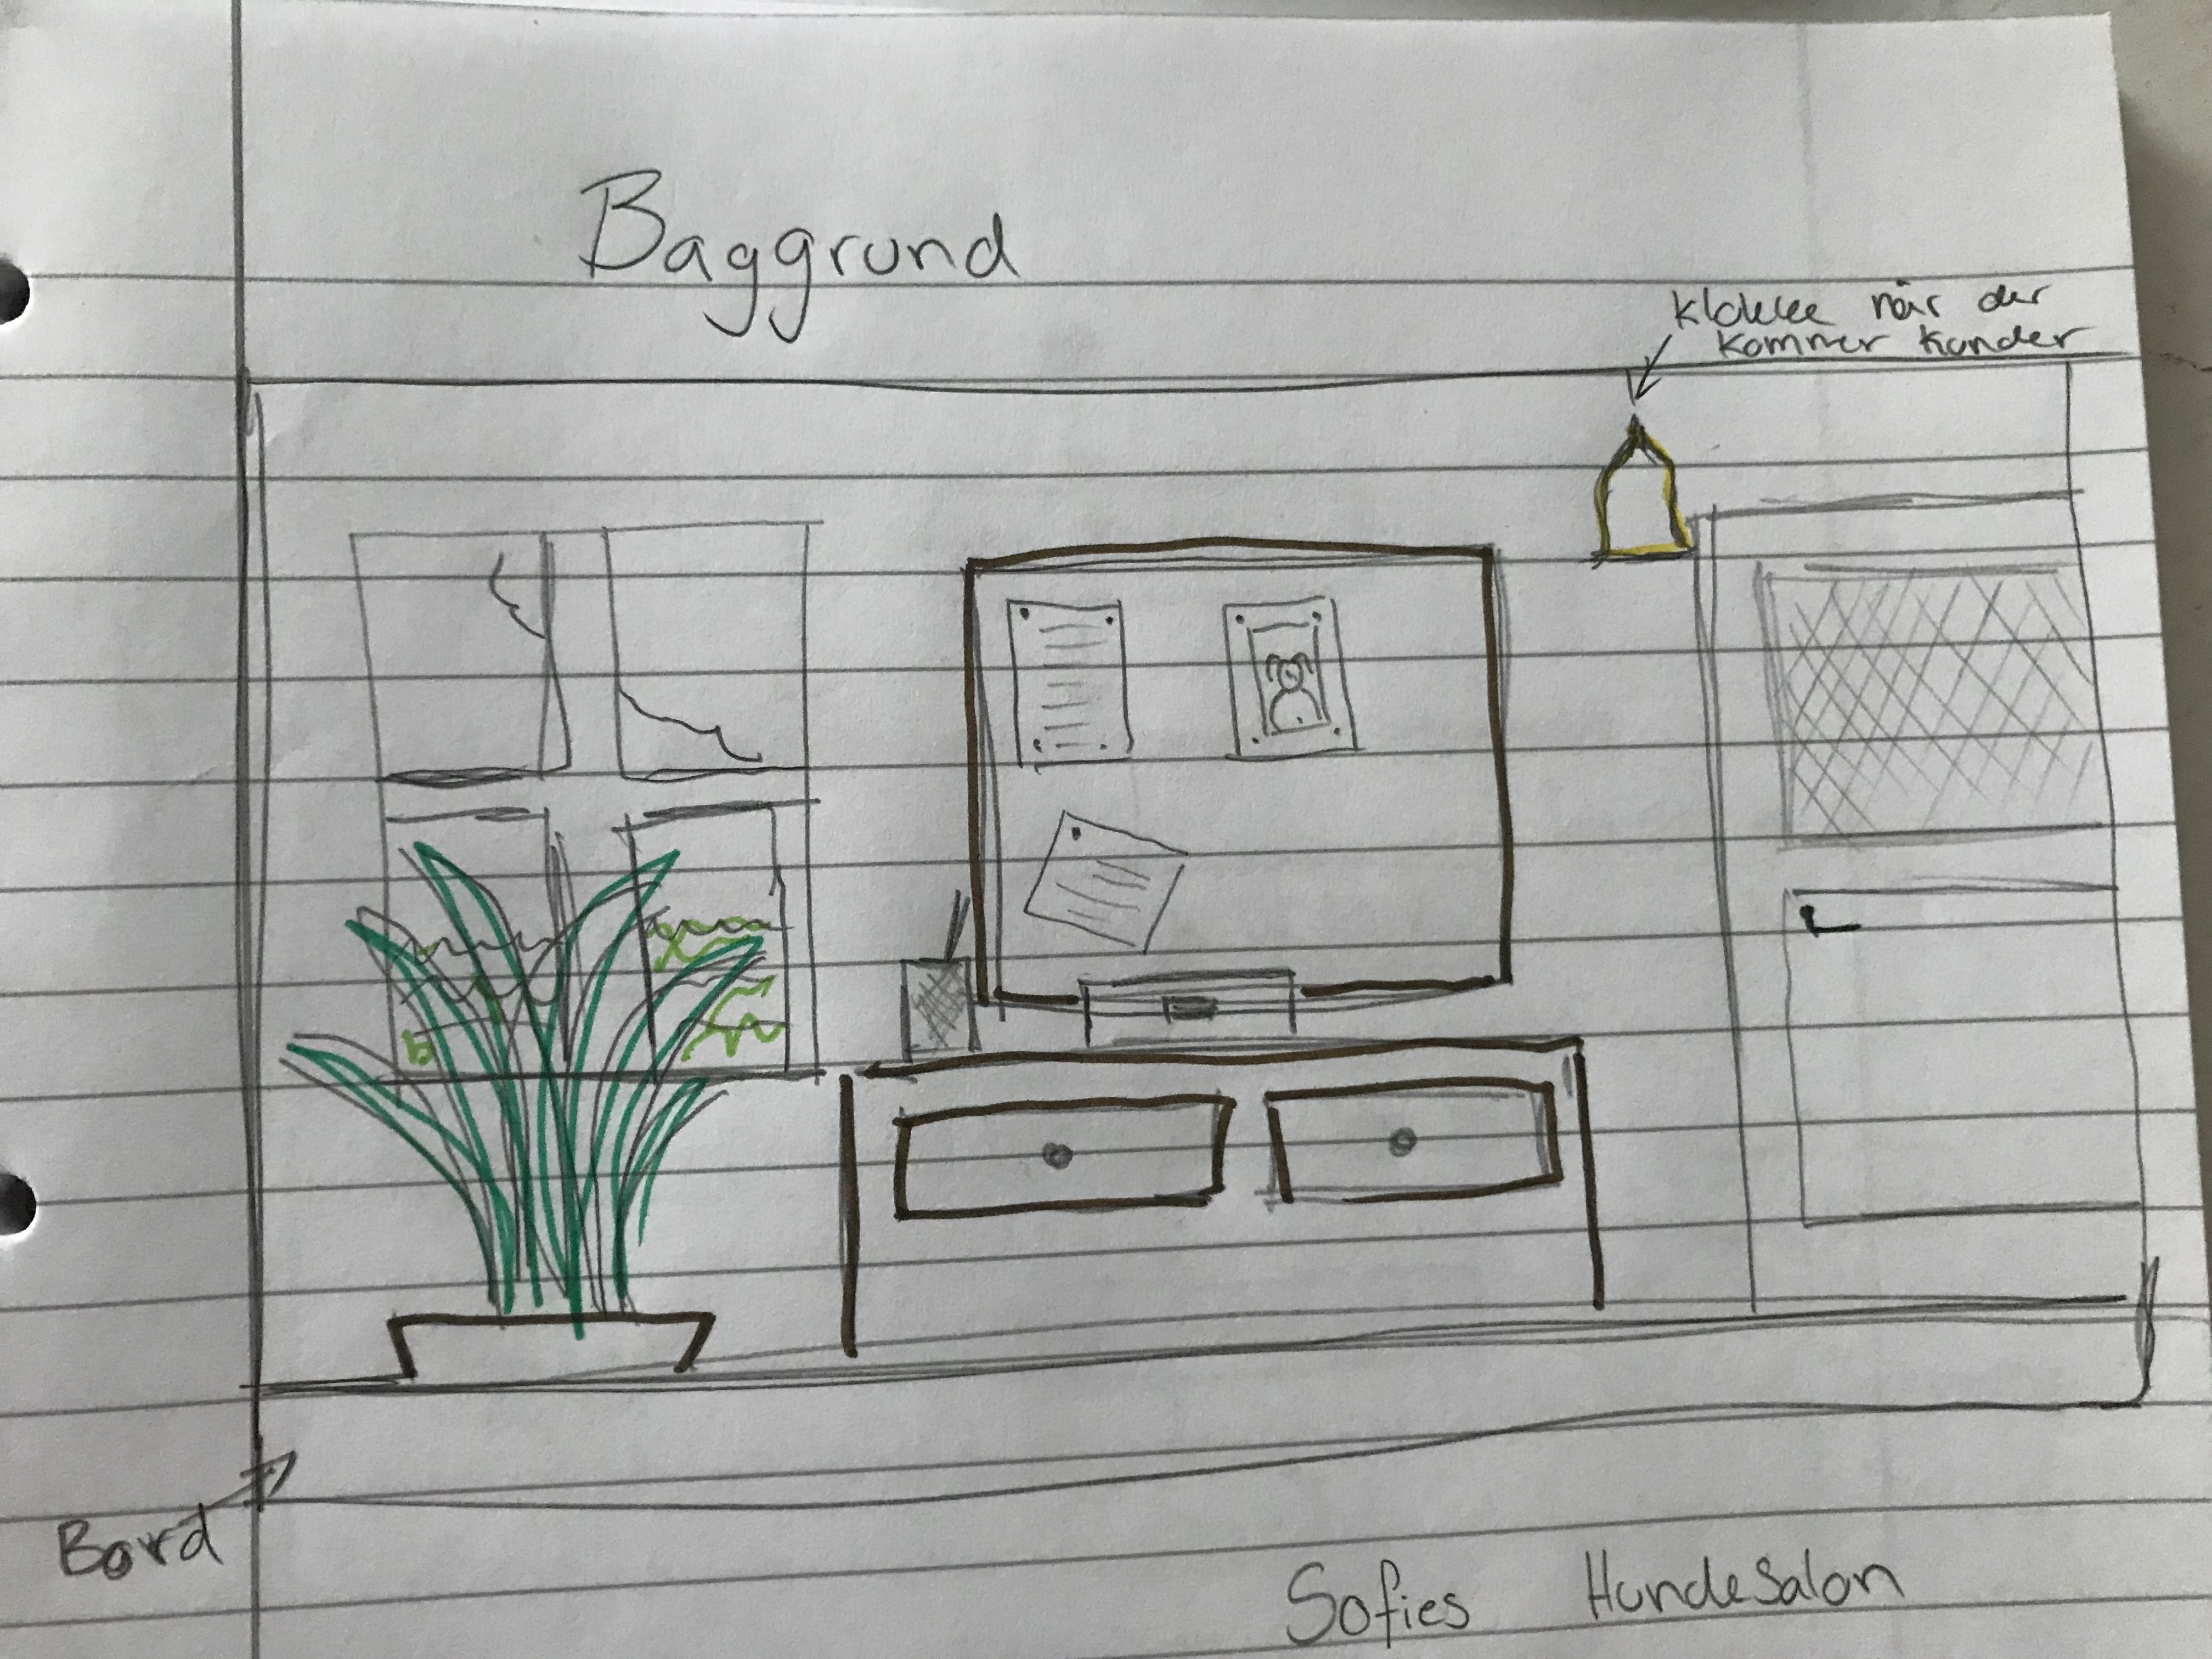 Baggrund
Klokke når der
kommer kunder
Bord
Sofies Hundesalon